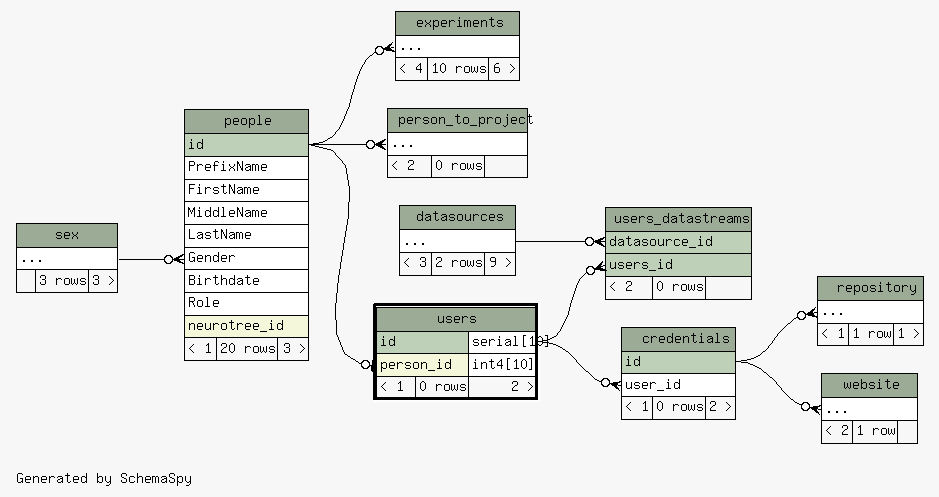 experiments
...
< 4 10 rows 6 >
people
id
PrefixName
FirstName
MiddleName
LastName
Gender
Birthdate
Role
neurotree_id
< 1 20 rows 3 >
person_to_project
...
< 2 0 rows
sex
...
3 rows 3 >
datasources
...
< 3 2 rows 9 >
users_datastreams
datasource_id
users_id
< 2 0 rows
users
id serial[10]
person_id int4[10]
< 1 0 rows 2 >
credentials
id
user_id
< 1 0 rows 2 >
repository
...
< 1 1 row 1 >
website
...
< 2 1 row
Generated by SchemaSpy